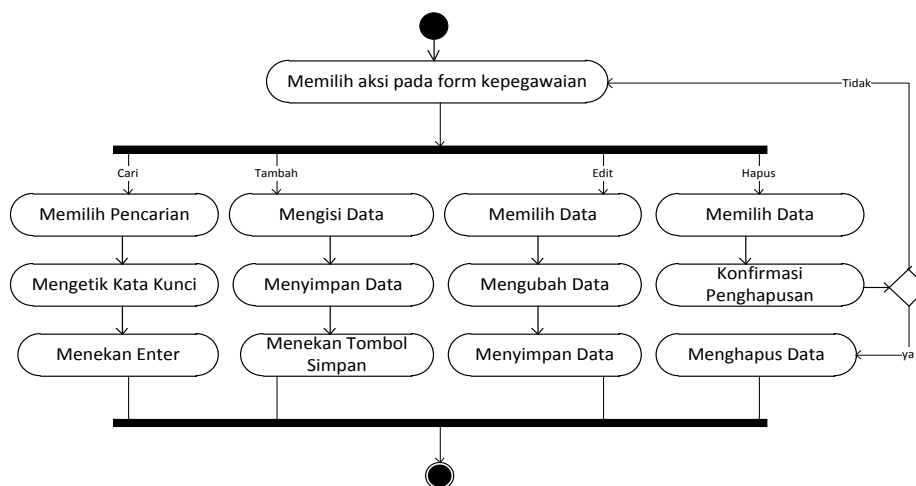 Memilih aksi pada form kepegawaian
Tidak
Cari
Tambah
Edit
Hapus
Memilih Pencarian
Mengisi Data
Memilih Data
Memilih Data
Mengetik Kata Kunci
Menyimpan Data
Mengubah Data
Konfirmasi
Penghapusan
Menekan Enter
Menekan Tombol
Simpan
Menyimpan Data
Menghapus Data
ya